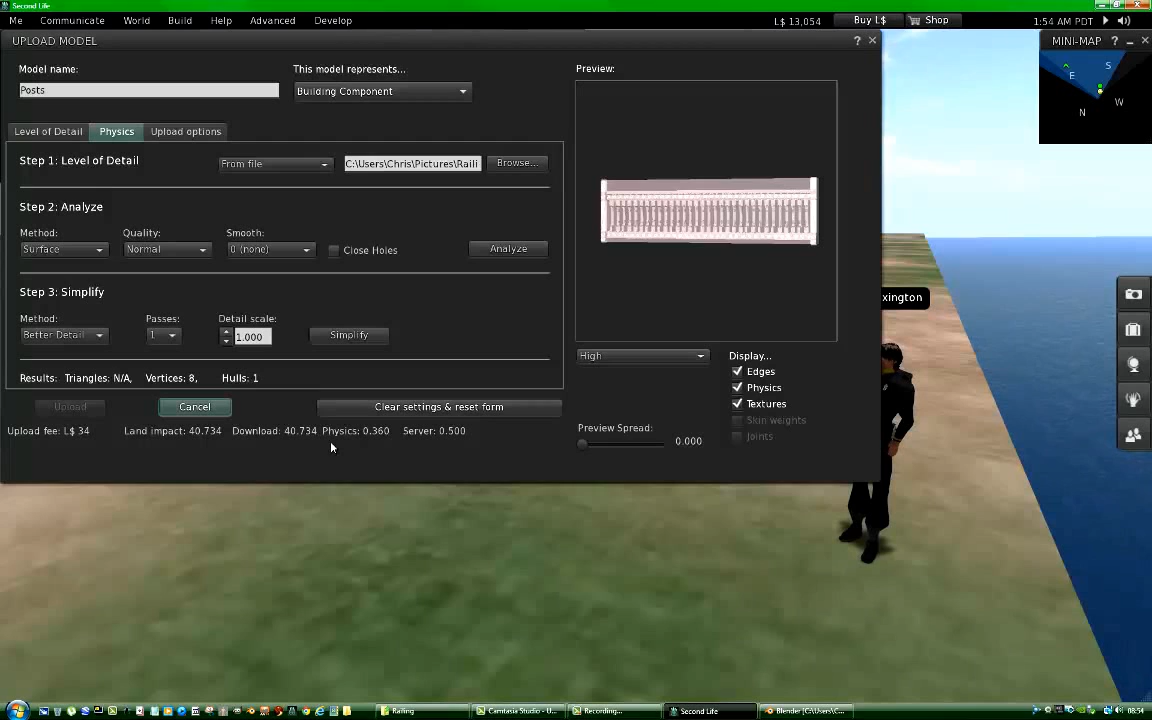 Second Life
Me Communicate World Build Help Advanced Develop L$ 13,054 Buy L$ Shop 1:54 AM PDT
UPLOAD MODEL ?
MINI-MAP ?
Model name: This model represents... Preview:
Posts Building Component
S
E
W
N
Level of Detail Physics Upload options
Step 1: Level of Detail From file C:\Users\Chris\Pictures\Raili Browse...
Step 2: Analyze
Method: Quality: Smooth:
Surface Normal 0 (none) Close Holes Analyze
Step 3: Simplify
xington
Method: Passes: Detail scale:
Better Detail 1 1.000 Simplify
High Display...
Edges
Results: Triangles: N/A, Vertices: 8, Hulls: 1
Physics
Textures
Upload Cancel Clear settings & reset form
Skin weights
Upload fee: L$ 34 Land impact: 40.734 Download: 40.734 Physics: 0.360 Server: 0.500
Preview Spread: Joints
0.000
Railing Camtasia Studio - U... Recording... Second Life Blender [C:\Users\C... 08:54